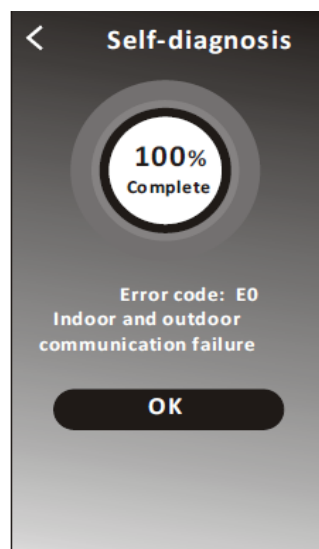 Self-diagnosis
100%
Complete
Error code: E0
Indoor and outdoor
communication failure
OK